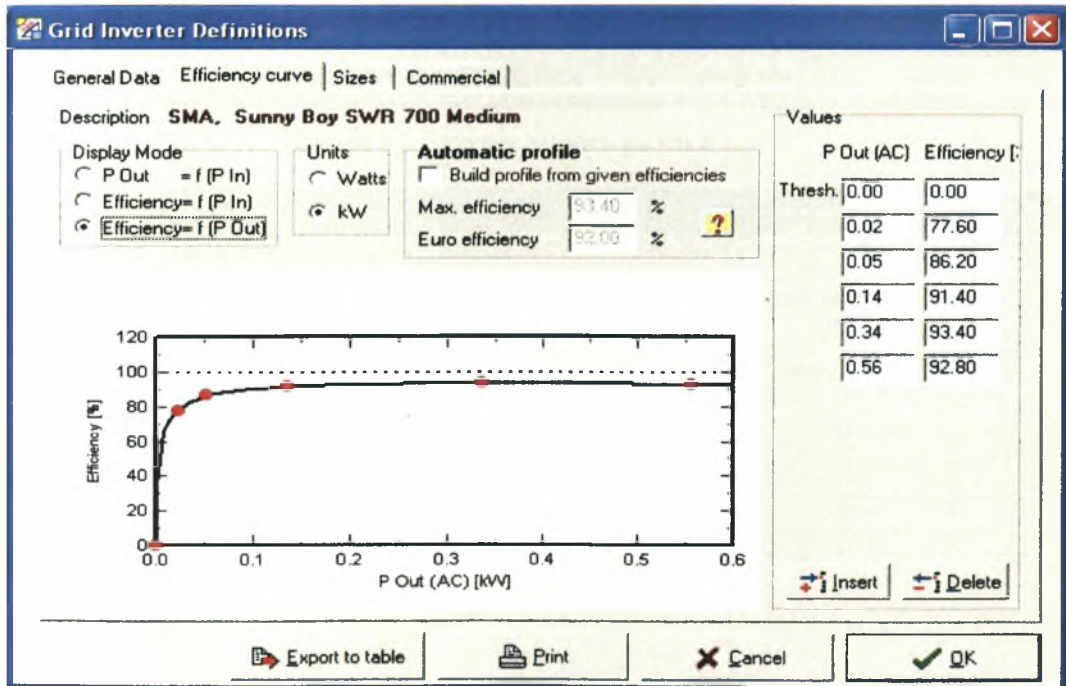 Grid Inverter Definitions
General Data Efficiency curve Sizes Commercial
Description SMA, Sunny Boy SWR 700 Medium
Display Mode
P Out = f (P In)
Efficiency= f (P In)
Efficiency= f (P Out)
Units
Watts
kW
Automatic profile
Build profile from given efficiencies
Max. efficiency 93.40 %
Euro efficiency 92.00 %
?
Values
P Out (AC) Efficiency [
Thresh. 0.00 0.00
0.02 77.60
0.05 86.20
0.14 91.40
0.34 93.40
0.56 92.80
Insert Delete
120
100
80
60
40
20
0
Efficiency [%]
0.0 0.1 0.2 0.3 0.4 0.5 0.6
P Out (AC) [kW]
Export to table Print Cancel OK